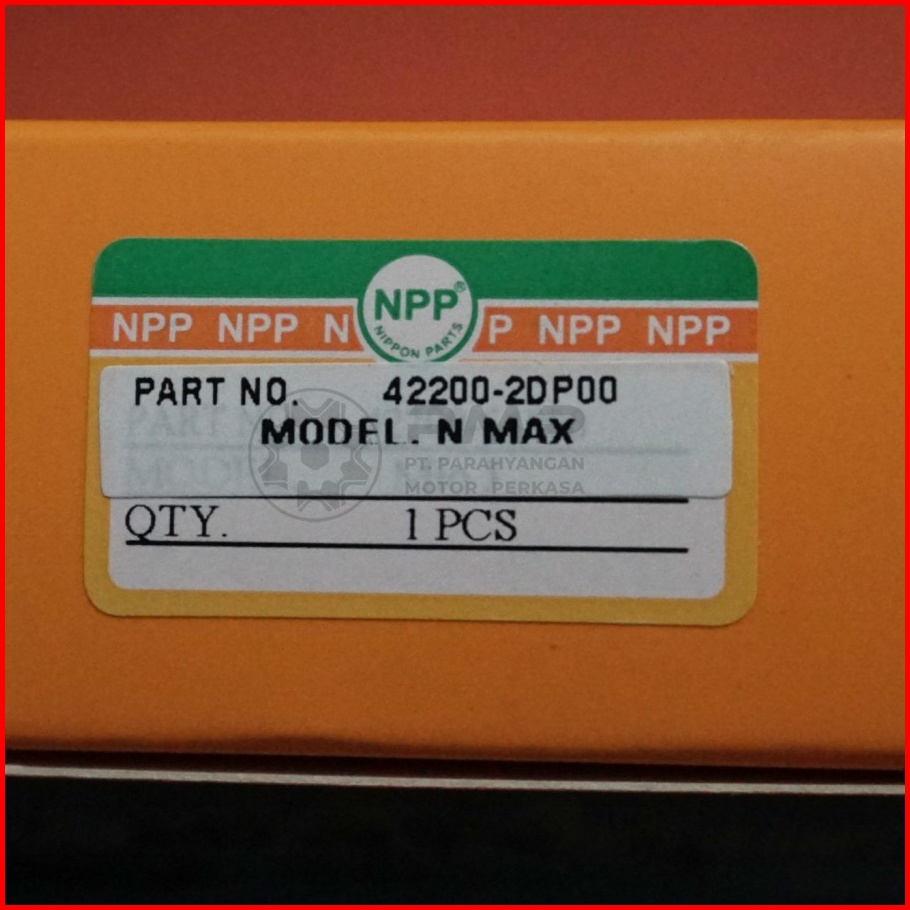 NPP NPP N
NPP®
NIPPON PARTS
P NPP NPP
PART NO. 42200-2DP00
MODEL. N MAX
PMP
PT. PARAHYANGAN
MOTOR PERKASA
QTY. 1 PCS